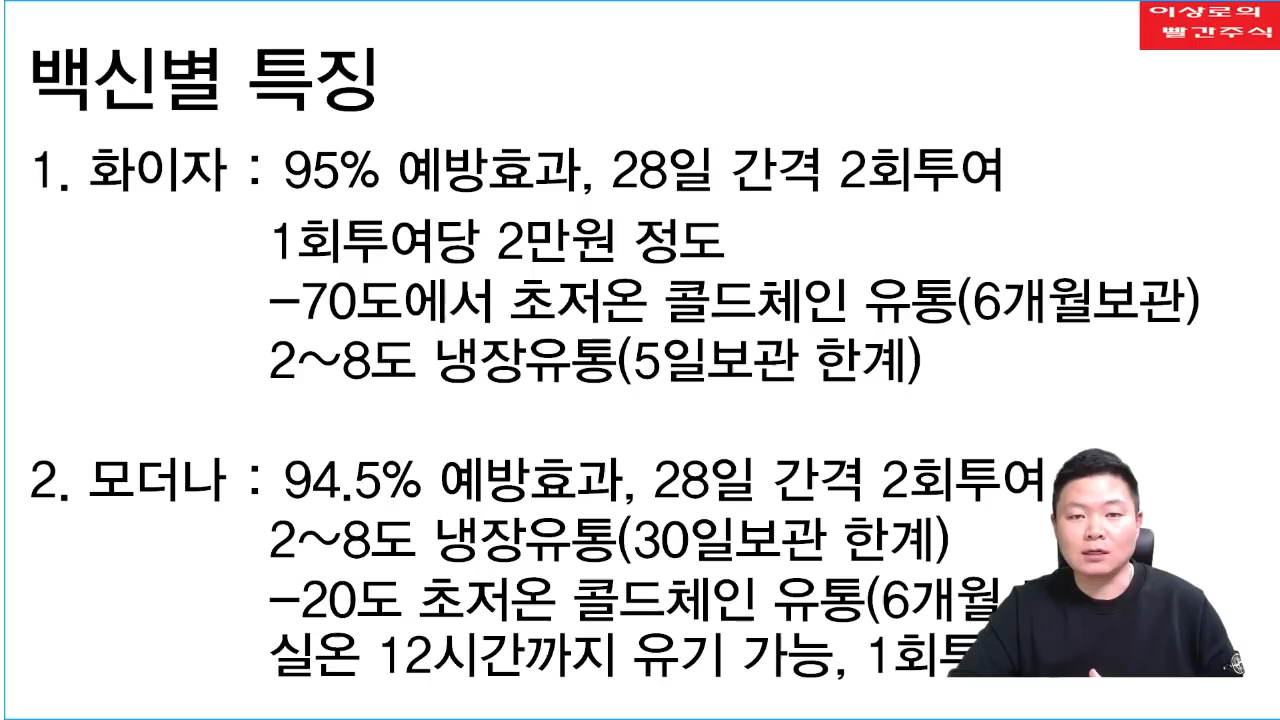 이상로의
빨간주식
백신별 특징
1. 화이자 : 95% 예방효과, 28일 간격 2회투여
1회투여당 2만원 정도
-70도에서 초저온 콜드체인 유통(6개월보관)
2~8도 냉장유통(5일보관 한계)
2. 모더나 : 94.5% 예방효과, 28일 간격 2회투여
2~8도 냉장유통(30일보관 한계)
-20도 초저온 콜드체인 유통(6개월
실온 12시간까지 유기 가능, 1회투